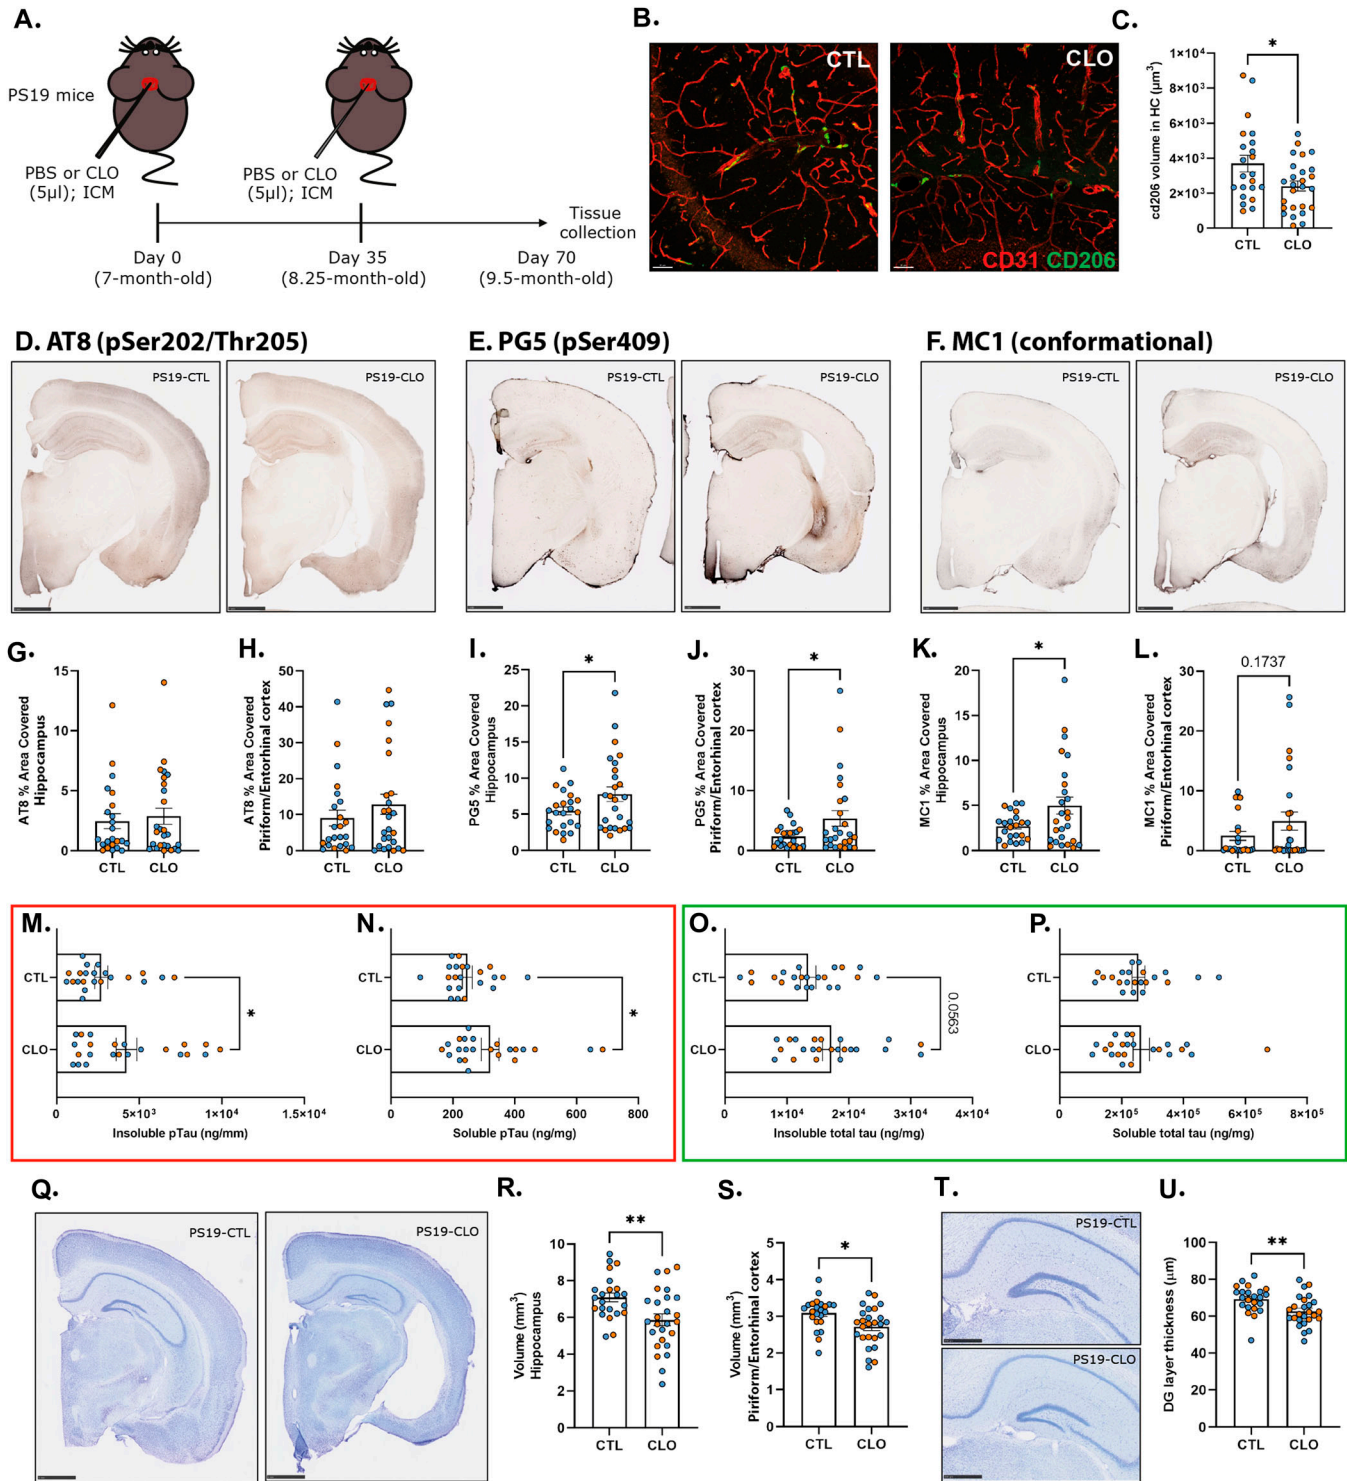 A.
PS19 mice
PBS or CLO
(5µl); ICM
PBS or CLO
(5µl); ICM
Tissue
collection
Day 0
(7-month-old)
Day 35
(8.25-month-old)
Day 70
(9.5-month-old)
B.
CTL
CLO
CD31 CD206
C.
*
cd206 volume in HC (µm³)
1×10⁴
8×10³
6×10³
4×10³
2×10³
0
CTL
CLO
D. AT8 (pSer202/Thr205)
PS19-CTL
PS19-CLO
E. PG5 (pSer409)
PS19-CTL
PS19-CLO
F. MC1 (conformational)
PS19-CTL
PS19-CLO
G.
AT8 % Area Covered
Hippocampus
15
10
5
0
CTL
CLO
H.
AT8 % Area Covered
Piriform/Entorhinal cortex
50
40
30
20
10
0
CTL
CLO
I.
*
PG5 % Area Covered
Hippocampus
25
20
15
10
5
0
CTL
CLO
J.
*
PG5 % Area Covered
Piriform/Entorhinal cortex
30
20
10
0
CTL
CLO
K.
*
MC1 % Area Covered
Hippocampus
20
15
10
5
0
CTL
CLO
L.
0.1737
MC1 % Area Covered
Piriform/Entorhinal cortex
30
20
10
0
CTL
CLO
M.
CTL
CLO
*
0
5×10³
1×10⁴
1.5×10⁴
Insoluble pTau (ng/mm)
N.
CTL
CLO
*
0
200
400
600
800
Soluble pTau (ng/mg)
O.
CTL
CLO
0.0563
0
1×10⁴
2×10⁴
3×10⁴
4×10⁴
Insoluble total tau (ng/mg)
P.
CTL
CLO
0
2×10⁵
4×10⁵
6×10⁵
8×10⁵
Soluble total tau (ng/mg)
Q.
PS19-CTL
PS19-CLO
R.
**
Volume (mm³)
Hippocampus
10
8
6
4
2
0
CTL
CLO
S.
*
Volume (mm³)
Piriform/Entorhinal cortex
5
4
3
2
1
0
CTL
CLO
T.
PS19-CTL
PS19-CLO
U.
**
DG layer thickness (µm)
100
80
60
40
20
0
CTL
CLO